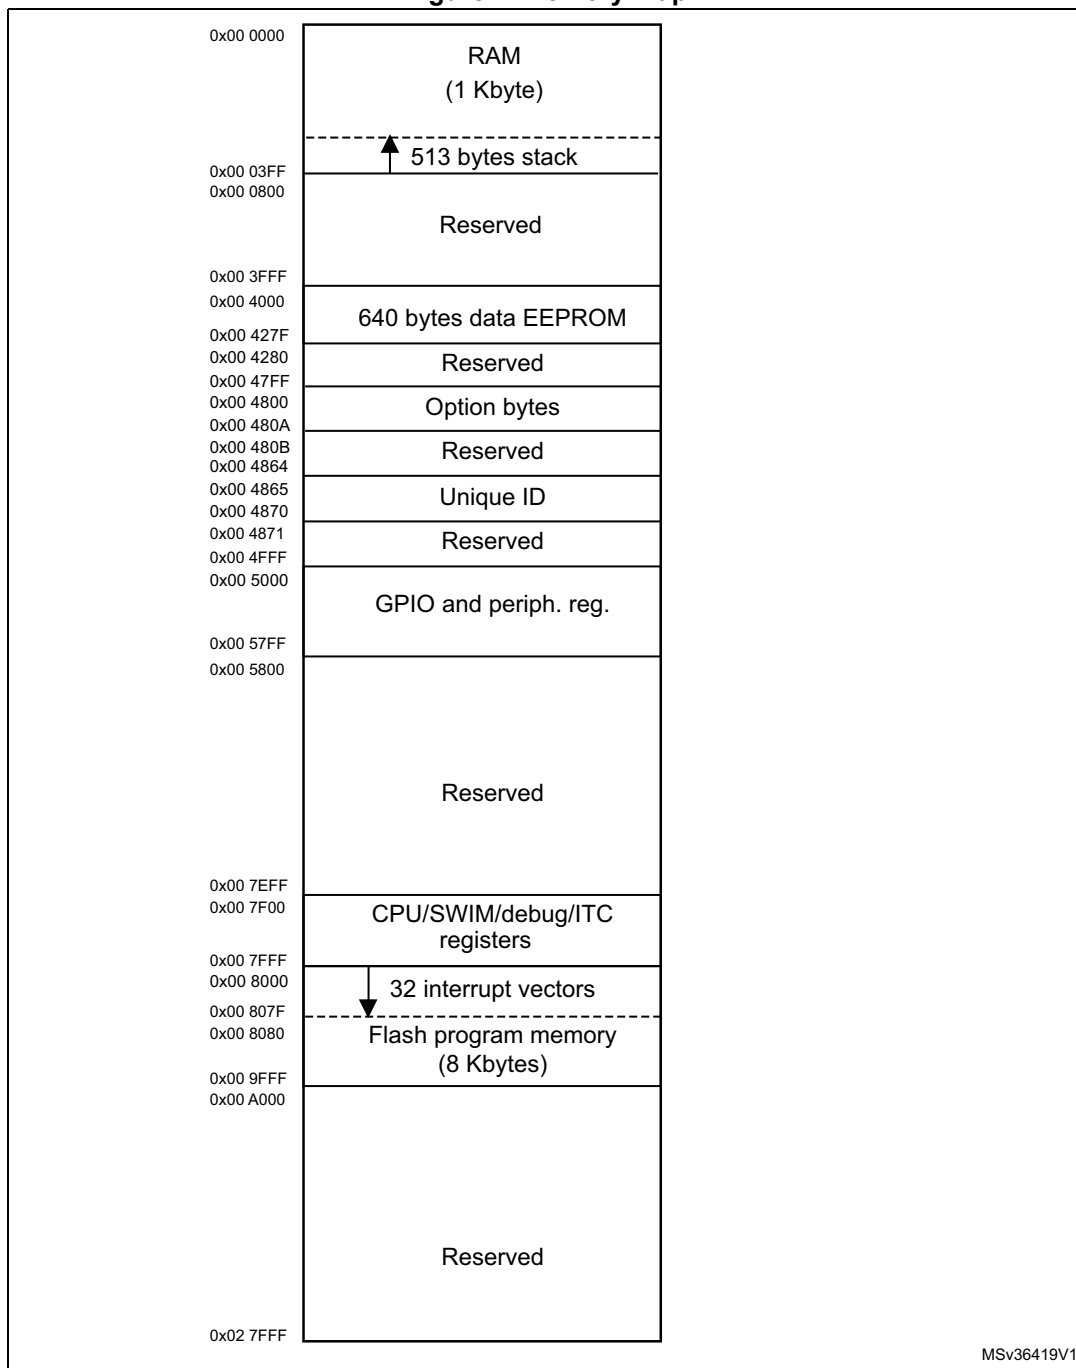 0x00 0000
RAM
(1 Kbyte)
513 bytes stack
0x00 03FF
0x00 0800
Reserved
0x00 3FFF
0x00 4000
640 bytes data EEPROM
0x00 427F
0x00 4280
Reserved
0x00 47FF
0x00 4800
Option bytes
0x00 480A
0x00 480B
Reserved
0x00 4864
0x00 4865
Unique ID
0x00 4870
0x00 4871
Reserved
0x00 4FFF
0x00 5000
GPIO and periph. reg.
0x00 57FF
0x00 5800
Reserved
0x00 7EFF
0x00 7F00
CPU/SWIM/debug/ITC
registers
0x00 7FFF
0x00 8000
32 interrupt vectors
0x00 807F
0x00 8080
Flash program memory
(8 Kbytes)
0x00 9FFF
0x00 A000
Reserved
0x02 7FFF
MSv36419V1